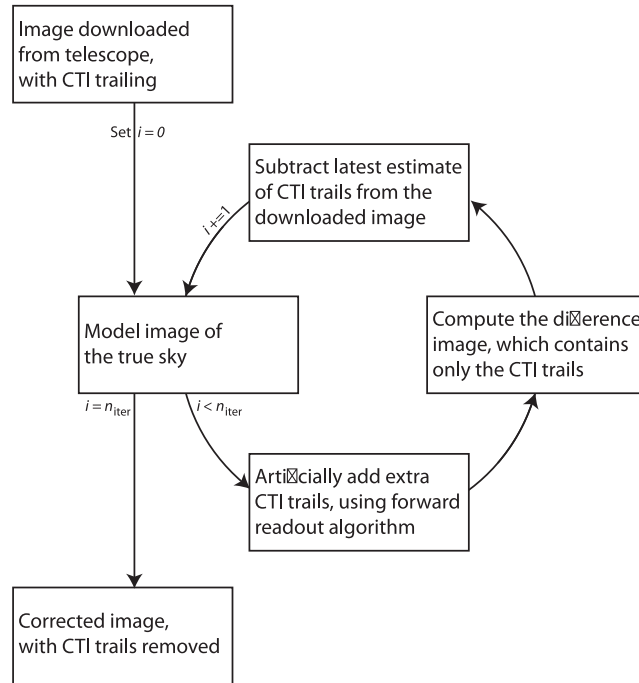 Image downloaded
from telescope,
with CTI trailing
Set i = 0
Subtract latest estimate
of CTI trails from the
downloaded image
i +=1
Model image of
the true sky
Compute the di☒erence
image, which contains
only the CTI trails
i = n_iter
i < n_iter
Arti☒cially add extra
CTI trails, using forward
readout algorithm
Corrected image,
with CTI trails removed